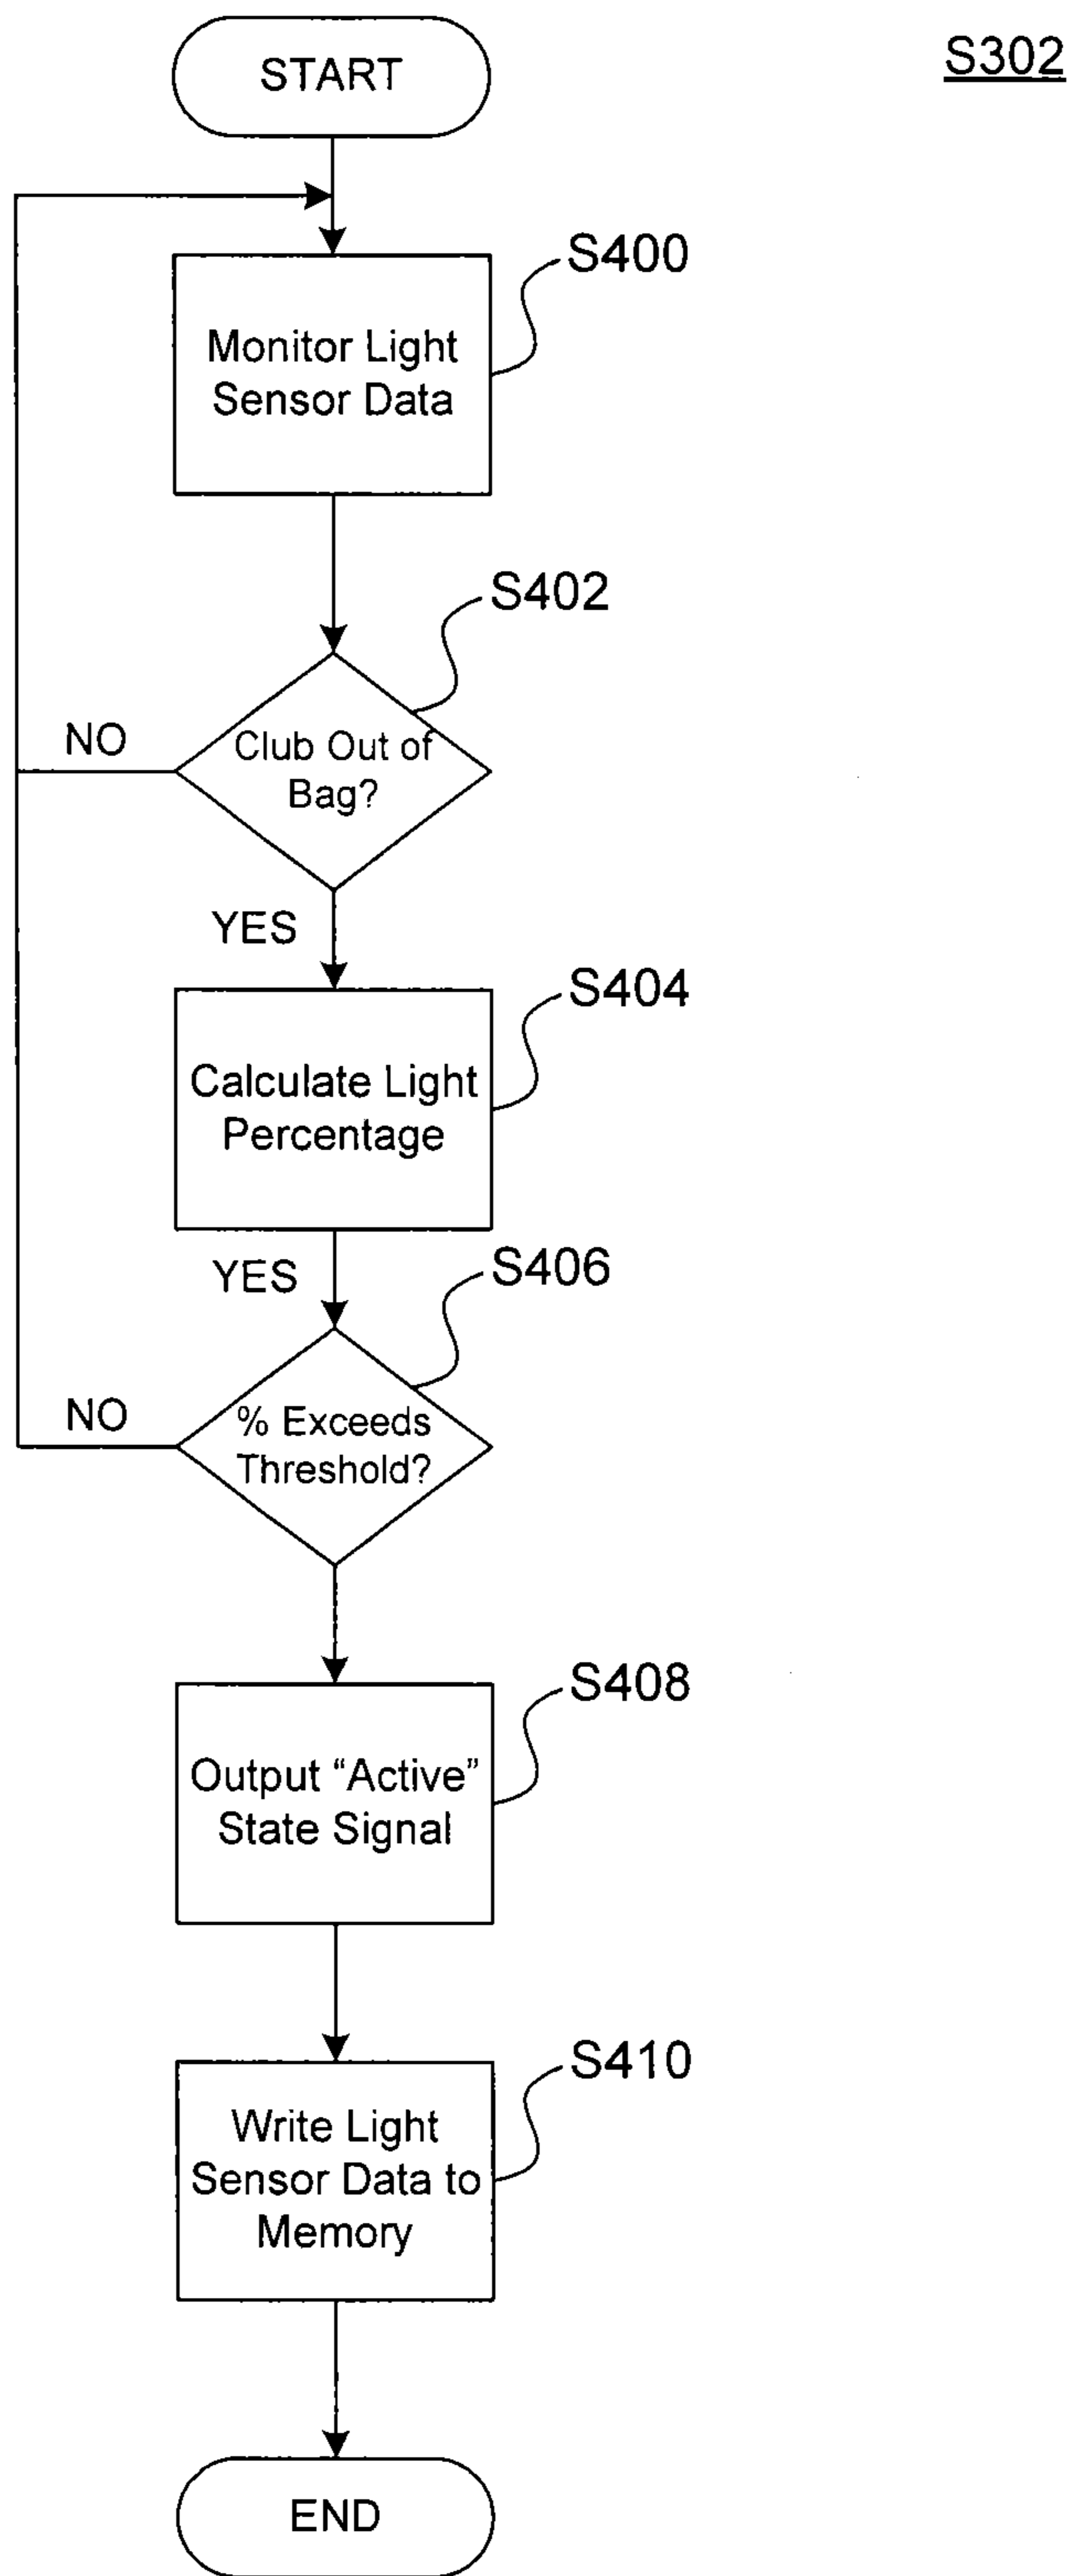 START
S302
S400
Monitor Light
Sensor Data
S402
NO
Club Out of
Bag?
YES
S404
Calculate Light
Percentage
YES
S406
NO
% Exceeds
Threshold?
S408
Output “Active”
State Signal
S410
Write Light
Sensor Data to
Memory
END